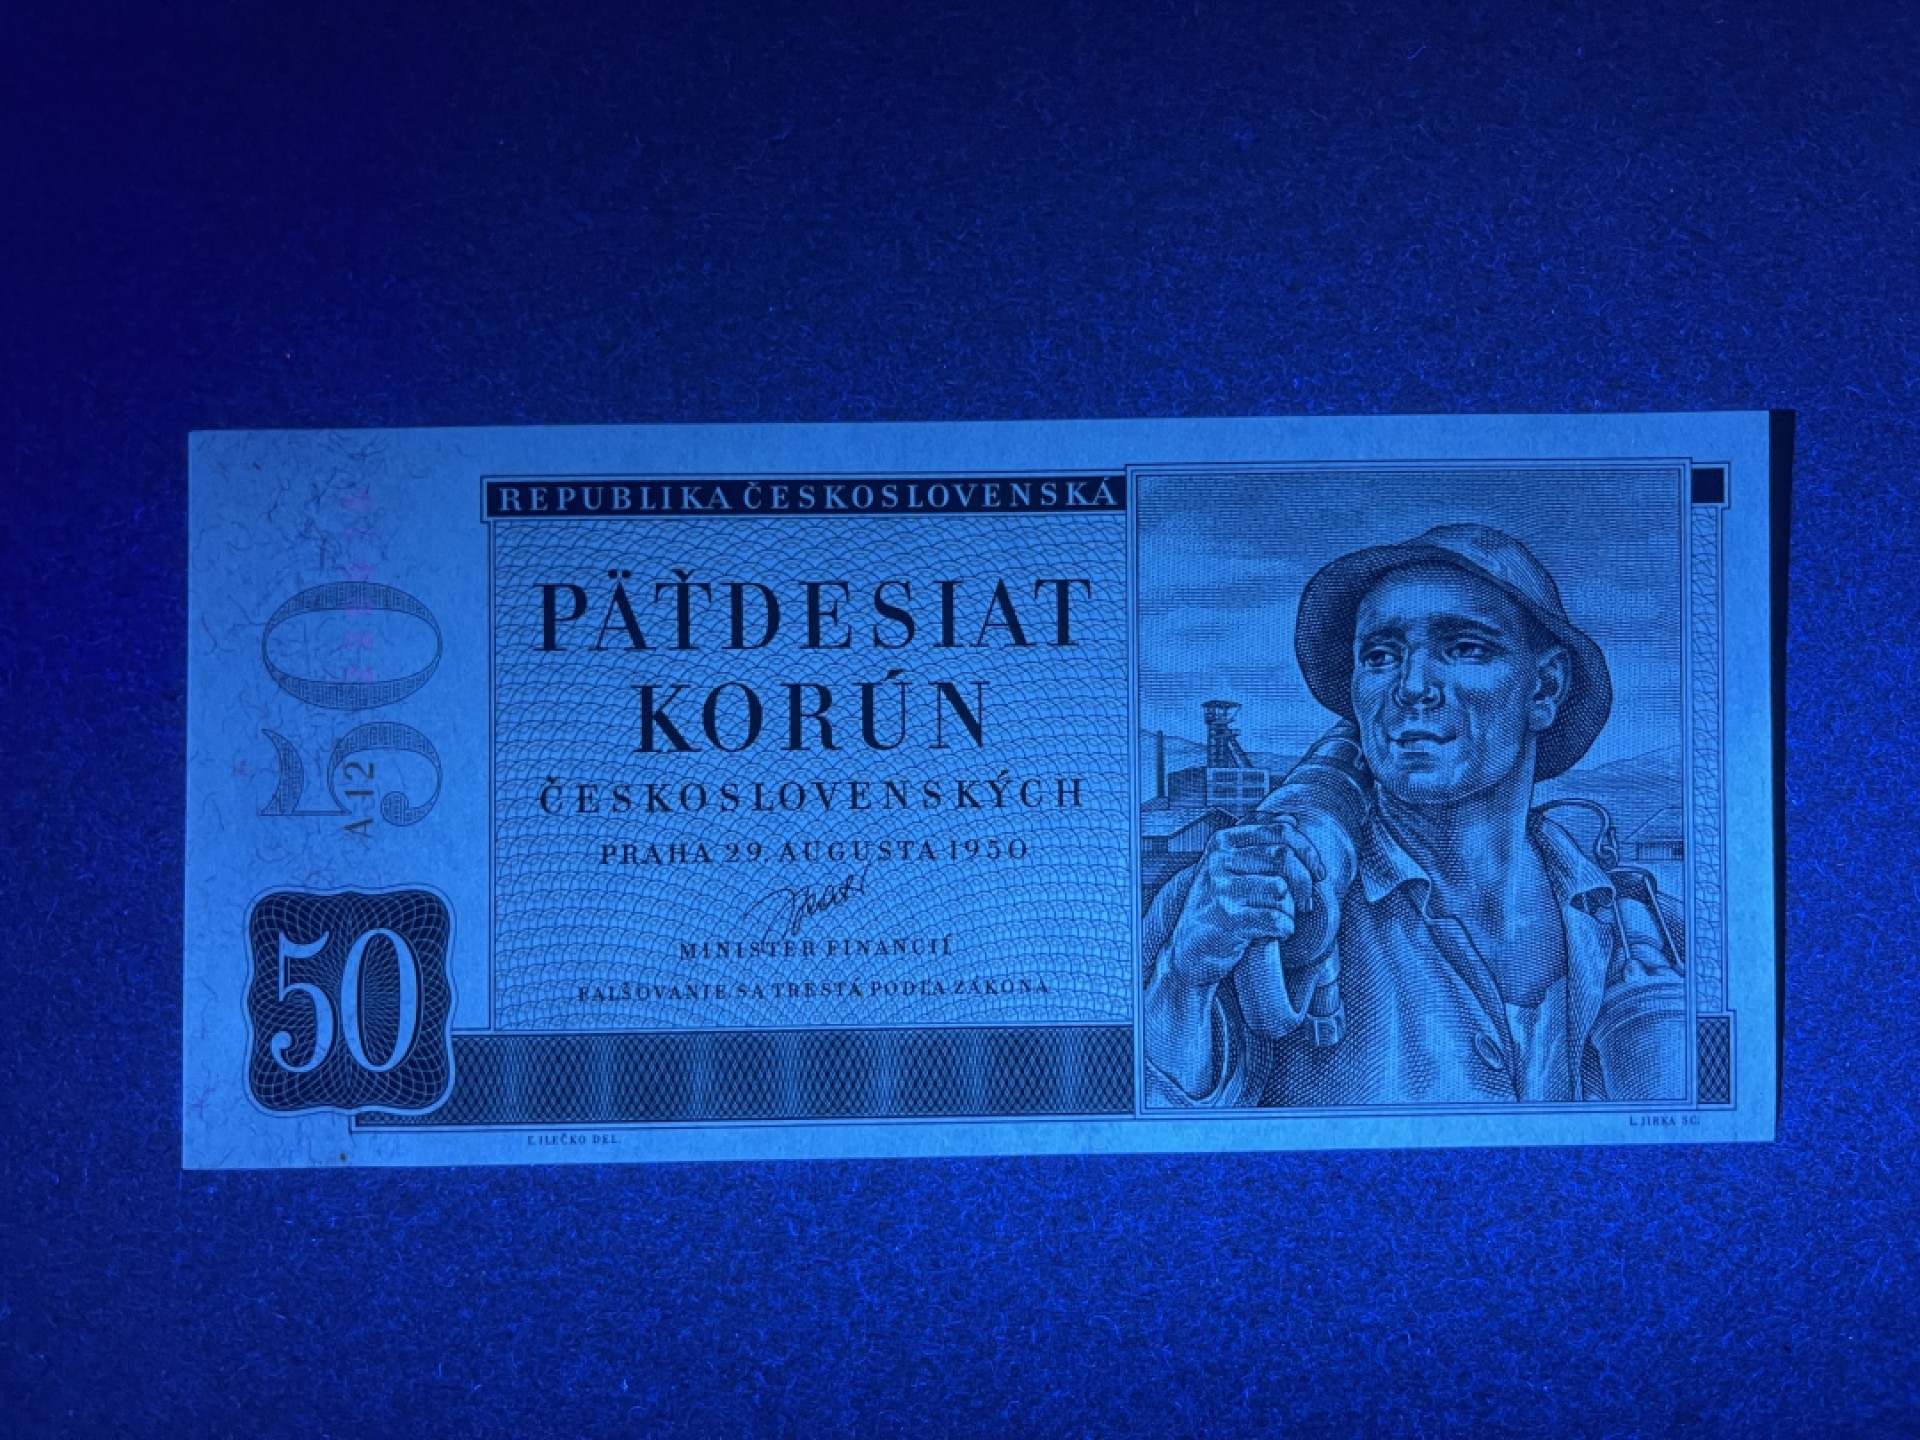 REPUBLIKA ČESKOSLOVENSKÁ
PÄŤDESIAT
KORÚN
ČESKOSLOVENSKÝCH
PRAHA 29. AUGUSTA 1950
MINISTER FINANCIÍ
FALŠOVANIE SA TRESTÁ PODĽA ZÁKONA
50
A 12
50
E. ILEČKO DEL.
L. JIRKA SC.